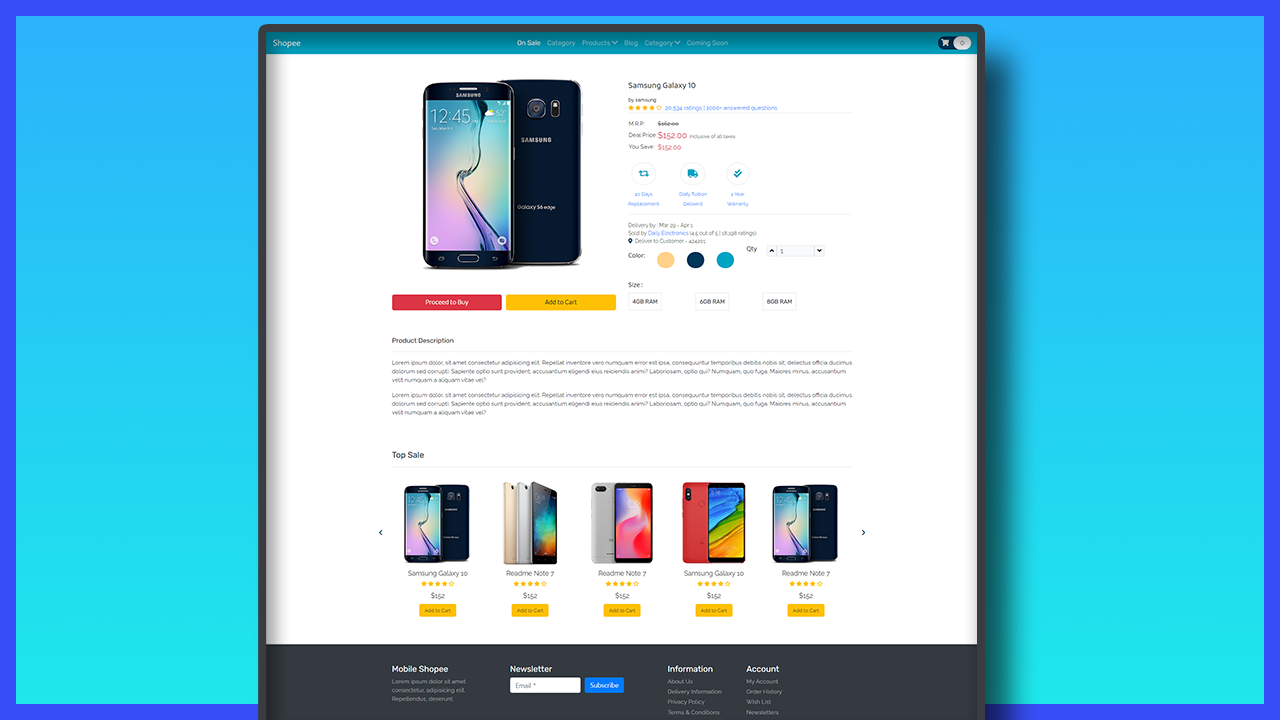 Shopee
On Sale Category Products Blog Category Coming Soon
0
SAMSUNG
12:45
52°
SAMSUNG
Galaxy S6 edge
Samsung Galaxy 10
by samsung
20,534 ratings | 1000+ answered questions
M.R.P: $162.00
Deal Price: $152.00 inclusive of all taxes
You Save: $152.00
10 Days
Replacement
Daily Tuition
Deliverd
1 Year
Warranty
Delivery by : Mar 29 - Apr 1
Sold by Daily Electronics (4.5 out of 5 | 18,198 ratings)
Deliver to Customer - 424201
Color:
Qty
1
Size :
4GB RAM
6GB RAM
8GB RAM
Proceed to Buy
Add to Cart
Product Description
Lorem ipsum dolor, sit amet consectetur adipisicing elit. Repellat inventore vero numquam error est ipsa, consequuntur temporibus debitis nobis sit, delectus officia ducimus
dolorum sed corrupti. Sapiente optio sunt provident, accusantium eligendi eius reiciendis animi? Laboriosam, optio qui? Numquam, quo fuga. Maiores minus, accusantium
velit numquam a aliquam vitae vel?
Lorem ipsum dolor, sit amet consectetur adipisicing elit. Repellat inventore vero numquam error est ipsa, consequuntur temporibus debitis nobis sit, delectus officia ducimus
dolorum sed corrupti. Sapiente optio sunt provident, accusantium eligendi eius reiciendis animi? Laboriosam, optio qui? Numquam, quo fuga. Maiores minus, accusantium
velit numquam a aliquam vitae vel?
Top Sale
Samsung Galaxy 10
$152
Add to Cart
Readme Note 7
$152
Add to Cart
Readme Note 7
$152
Add to Cart
Samsung Galaxy 10
$152
Add to Cart
Readme Note 7
$152
Add to Cart
Mobile Shopee
Lorem ipsum dolor sit amet
consectetur, adipisicing elit.
Repellendus, deserunt.
Newsletter
Email *
Subscribe
Information
About Us
Delivery Information
Privacy Policy
Terms & Conditions
Account
My Account
Order History
Wish List
Newsletters